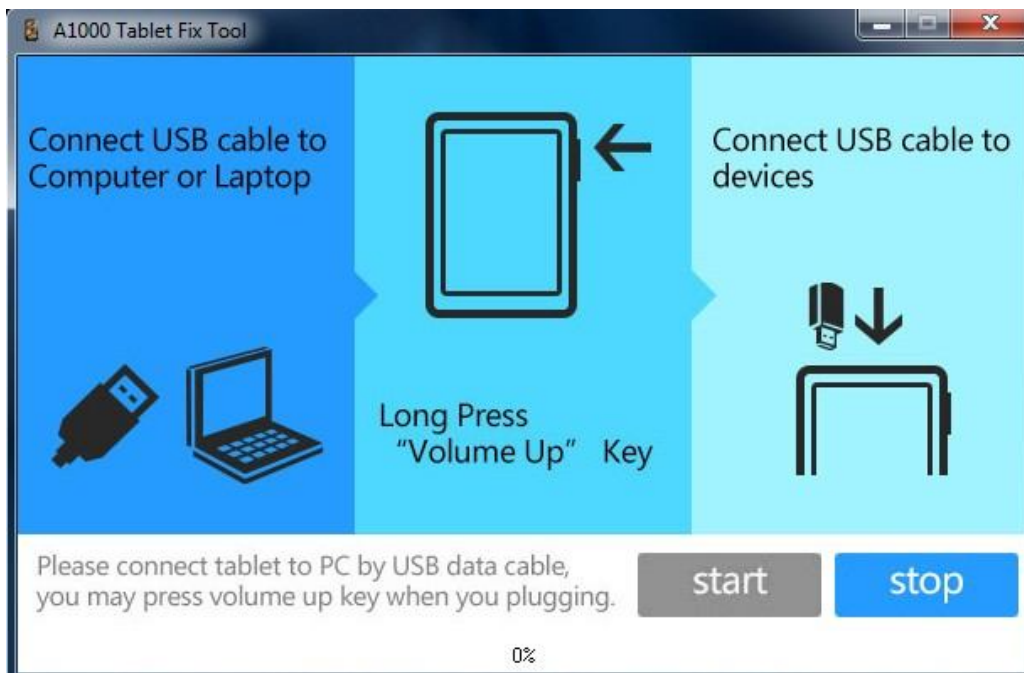 A1000 Tablet Fix Tool
Connect USB cable to
Computer or Laptop
Long Press
“Volume Up” Key
Connect USB cable to
devices
Please connect tablet to PC by USB data cable,
you may press volume up key when you plugging.
start
stop
0%